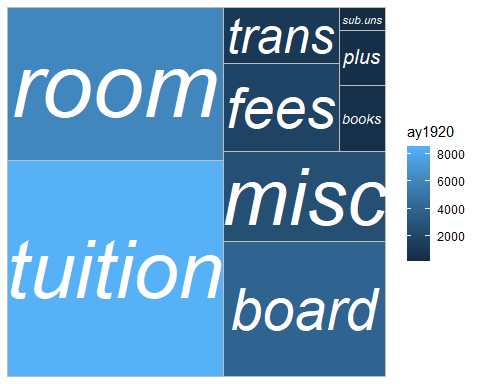 room
tuition
trans
fees
sub.uns
plus
books
misc
board
ay1920
8000
6000
4000
2000